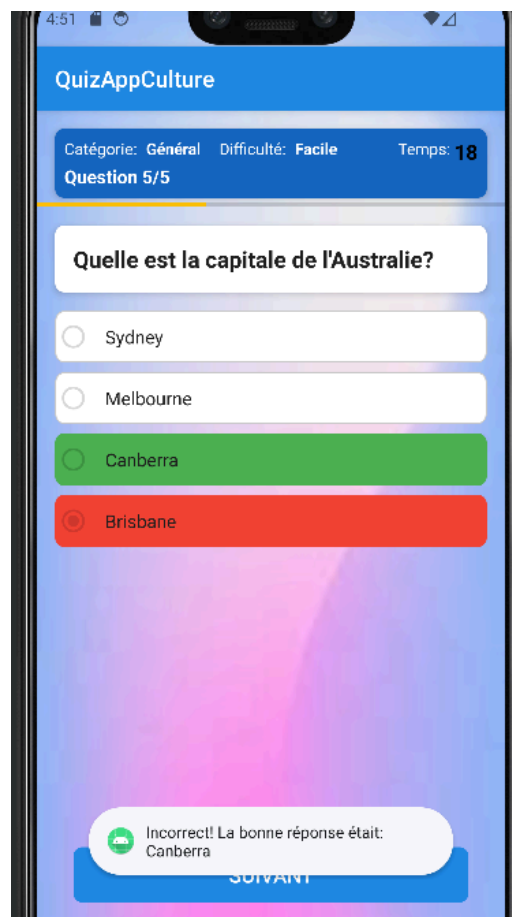 4:51
QuizAppCulture
Catégorie: Général Difficulté: Facile Temps: 18
Question 5/5
Quelle est la capitale de l'Australie?
Sydney
Melbourne
Canberra
Brisbane
Incorrect! La bonne réponse était:
Canberra
SUIVANT